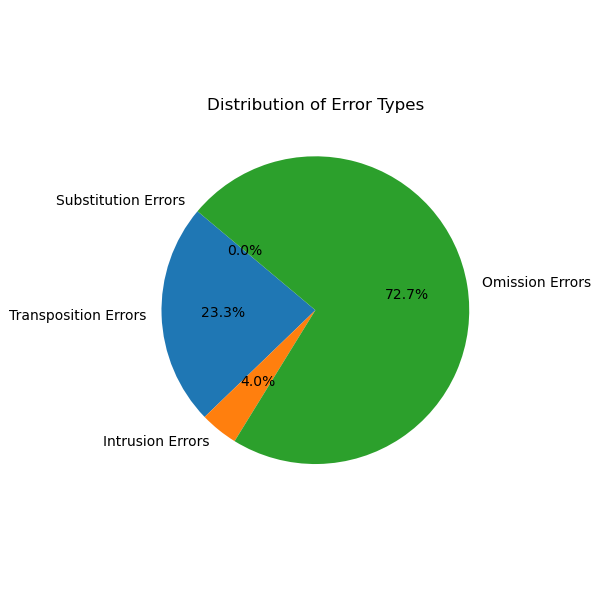 Distribution of Error Types
Substitution Errors
0.0%
72.7%
Omission Errors
Transposition Errors
23.3%
4.0%
Intrusion Errors